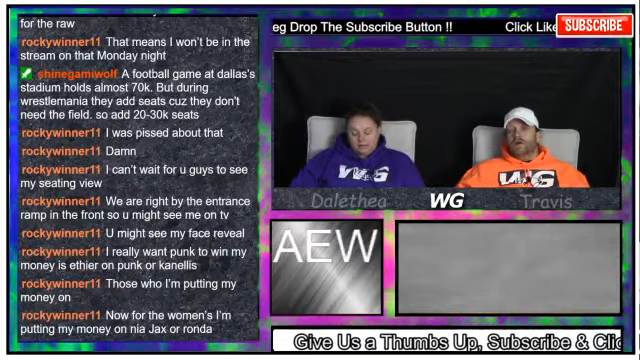 for the raw
rockywinner11 That means I won't be in the
stream on that Monday night
shinegamiwolf A football game at dallas's
stadium holds almost 70k. But during
wrestlemania they add seats cuz they don't
need the field. so add 20-30k seats
rockywinner11 I was pissed about that
rockywinner11 Damn
rockywinner11 I can't wait for u guys to see
my seating view
rockywinner11 We are right by the entrance
ramp in the front so u might see me on tv
rockywinner11 U might see my face reveal
rockywinner11 I really want punk to win my
money is ethier on punk or kanellis
rockywinner11 Those who I'm putting my
money on
rockywinner11 Now for the women's I'm
putting my money on nia Jax or ronda
eg Drop The Subscribe Button !! Click Like
SUBSCRIBE
WG
WG
Dalethea WG Travis
AEW
Give Us a Thumbs Up, Subscribe & Clic